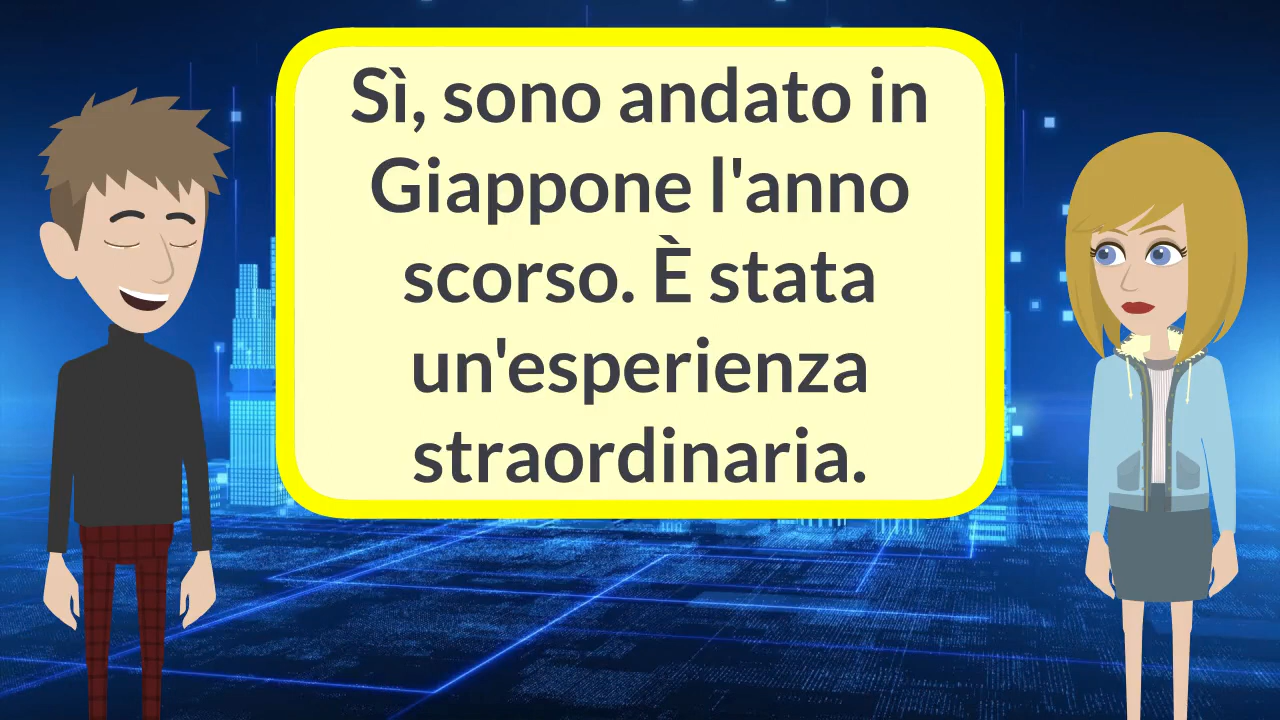 Sì, sono andato in
Giappone l'anno
scorso. È stata
un'esperienza
straordinaria.